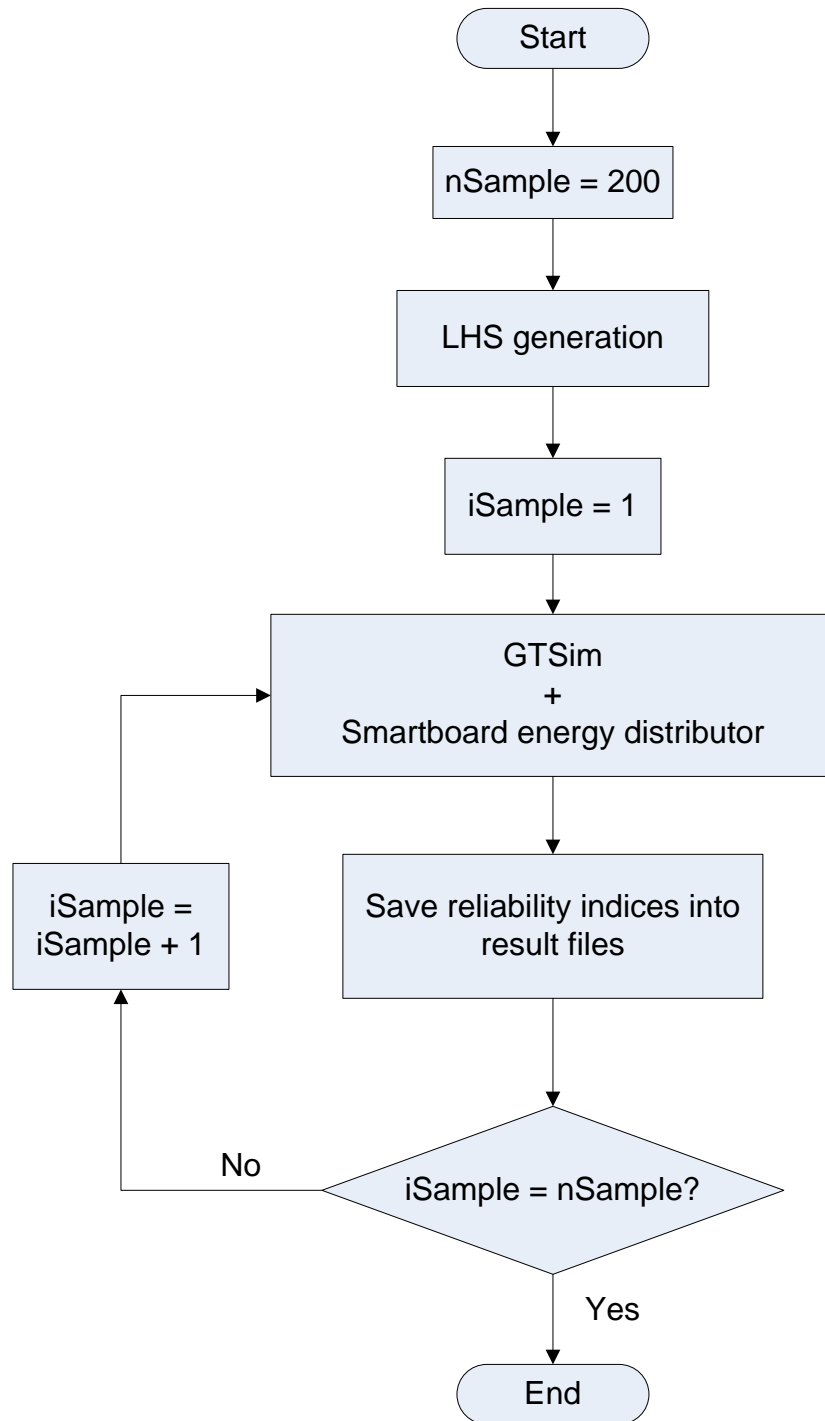 Start
nSample = 200
LHS generation
iSample = 1
GTSim
+
Smartboard energy distributor
Save reliability indices into
result files
iSample =
iSample + 1
No
iSample = nSample?
Yes
End